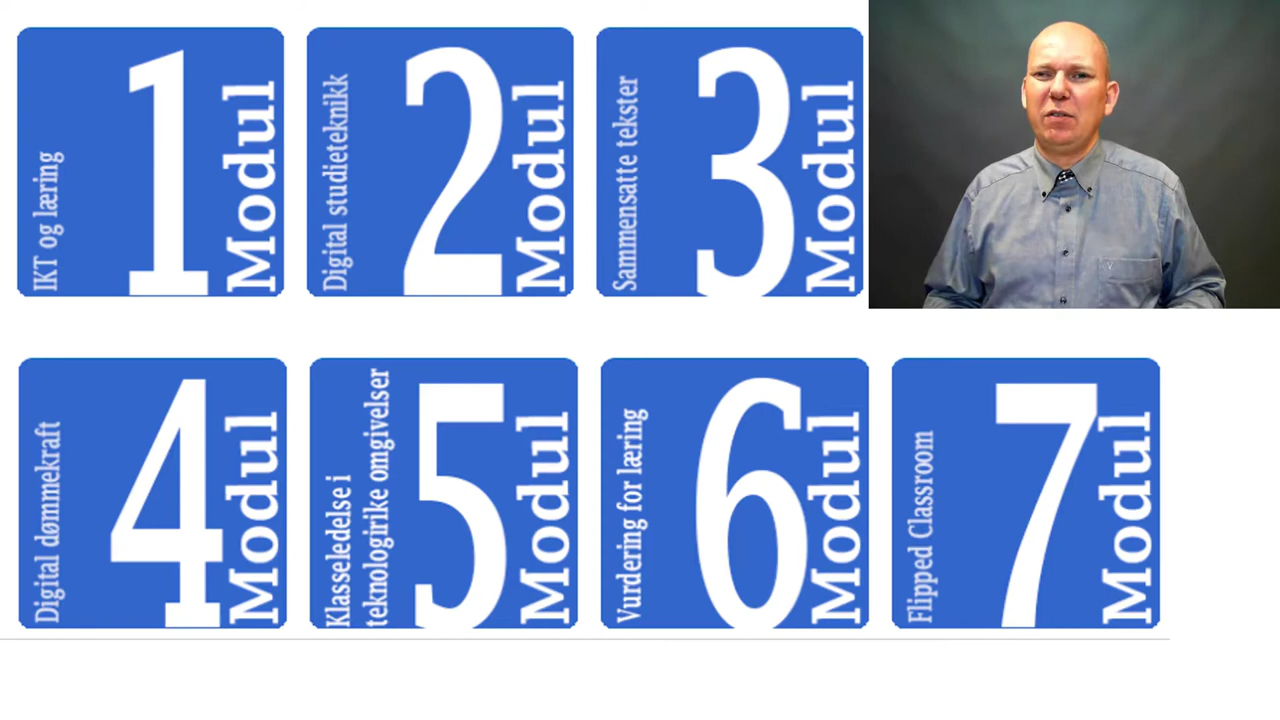 IKT og læring
1
Modul
Digital studieteknikk
2
Modul
Sammensatte tekster
3
Modul
Digital dømmekraft
4
Modul
Klasseledelse i
teknologirike omgivelser
5
Modul
Vurdering for læring
6
Modul
Flipped Classroom
7
Modul